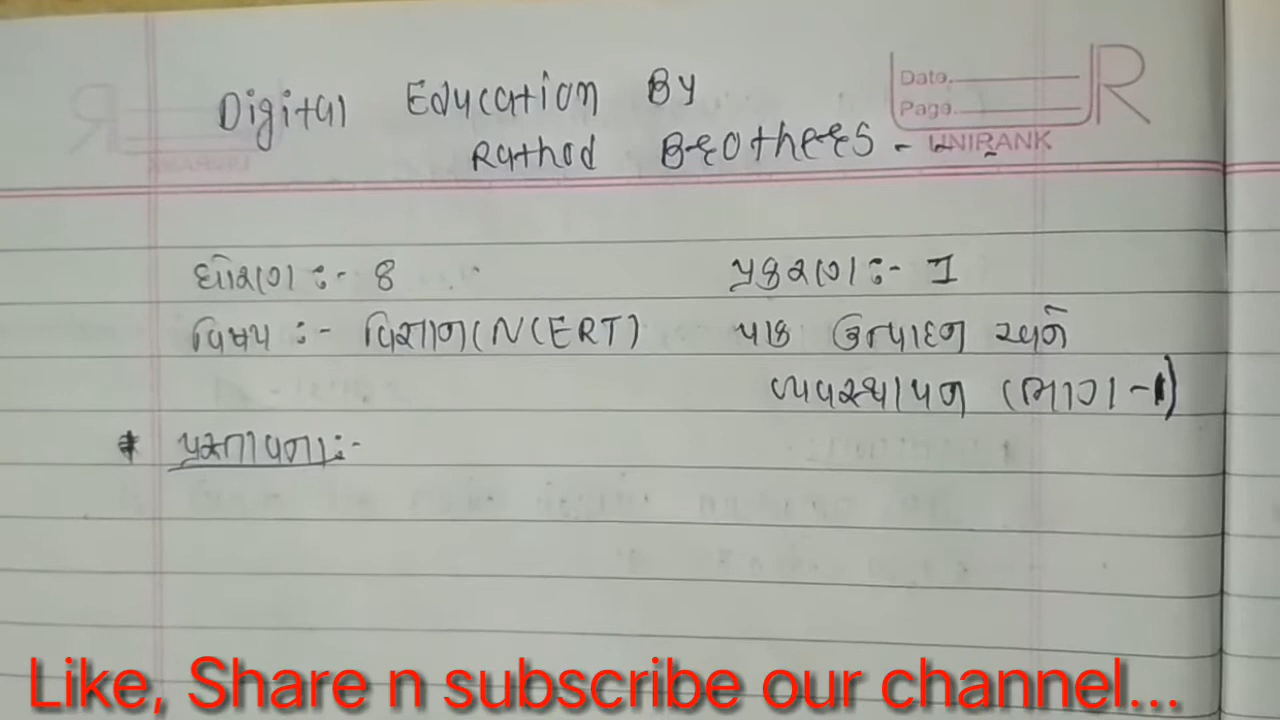 Digital Education By
Rathod Brothers.
Date.
Page.
UNIRANK
ધોરણ :- 8
પ્રકરણ :- 1
વિષય :- વિજ્ઞાન (NCERT)
પાક ઉત્પાદન અને
વ્યવસ્થાપન (ભાગ-1)
* પ્રસ્તાવના :-
Like, Share n subscribe our channel...